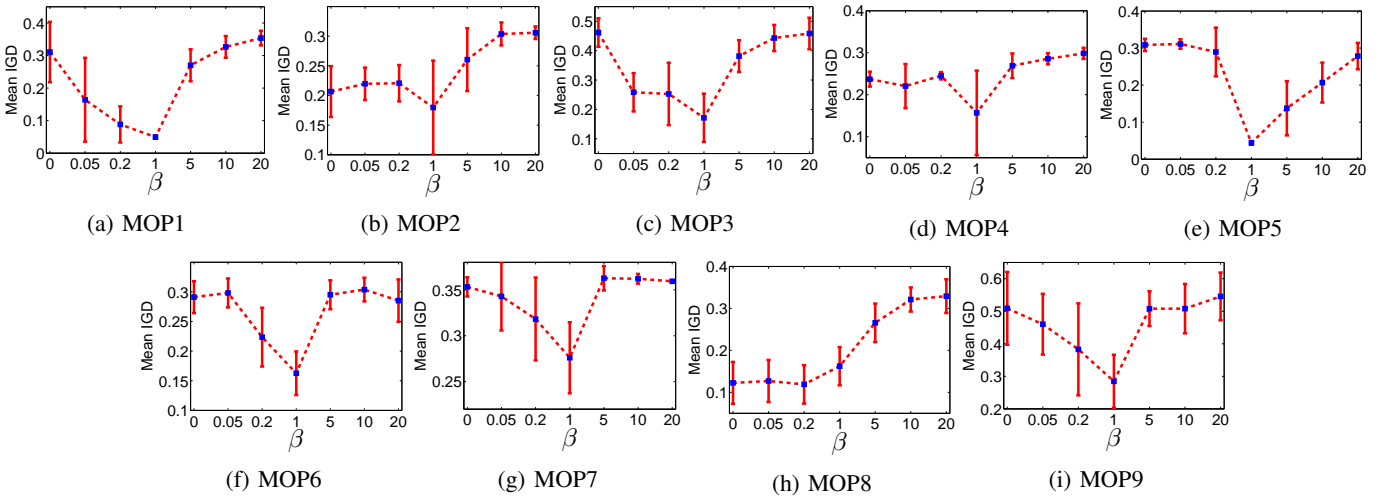 Mean IGD
0.4
0.3
0.2
0.1
0
0 0.05 0.2 1 5 10 20
β
(a) MOP1
Mean IGD
0.3
0.25
0.2
0.15
0.1
0 0.05 0.2 1 5 10 20
β
(b) MOP2
Mean IGD
0.5
0.4
0.3
0.2
0.1
0 0.05 0.2 1 5 10 20
β
(c) MOP3
Mean IGD
0.4
0.3
0.2
0.1
0 0.05 0.2 1 5 10 20
β
(d) MOP4
Mean IGD
0.4
0.3
0.2
0.1
0
0 0.05 0.2 1 5 10 20
β
(e) MOP5
Mean IGD
0.3
0.25
0.2
0.15
0.1
0 0.05 0.2 1 5 10 20
β
(f) MOP6
Mean IGD
0.35
0.3
0.25
0 0.05 0.2 1 5 10 20
β
(g) MOP7
Mean IGD
0.4
0.3
0.2
0.1
0 0.05 0.2 1 5 10 20
β
(h) MOP8
Mean IGD
0.6
0.5
0.4
0.3
0.2
0 0.05 0.2 1 5 10 20
β
(i) MOP9